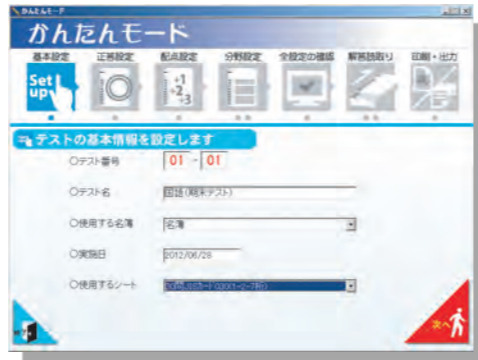 かんたんモード
かんたんモード
基本設定 正答設定 配点設定 分野設定 全設定の確認 解答読取り 印刷・出力
Set up
+1
+2
+3
テストの基本情報を設定します
○テスト番号 01 - 01
○テスト名 国語(期末テスト)
○使用する名簿 名簿
○実施日 2012/06/28
○使用するシート
次へ